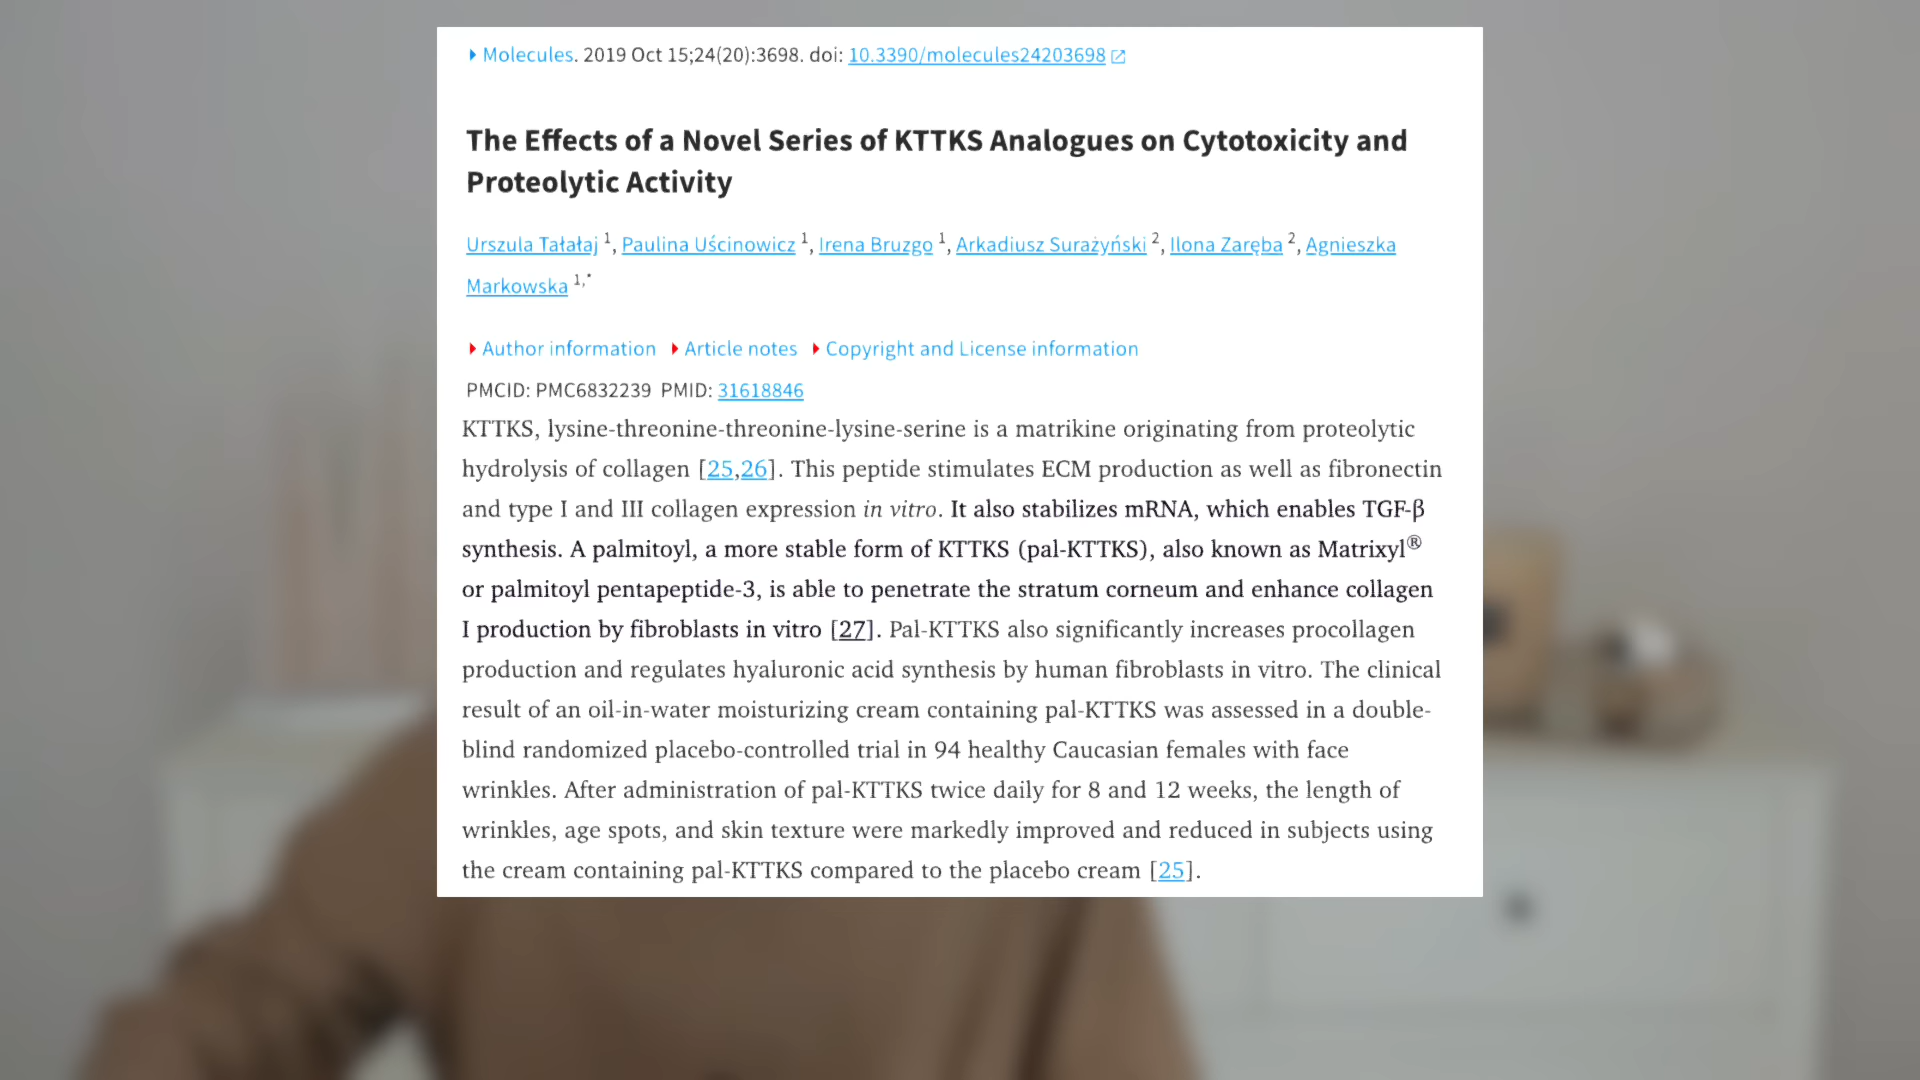 Molecules. 2019 Oct 15;24(20):3698. doi: 10.3390/molecules24203698
The Effects of a Novel Series of KTTKS Analogues on Cytotoxicity and
Proteolytic Activity
Urszula Tałałaj 1, Paulina Uścinowicz 1, Irena Bruzgo 1, Arkadiusz Surażyński 2, Ilona Zaręba 2, Agnieszka
Markowska 1,*
Author information Article notes Copyright and License information
PMCID: PMC6832239 PMID: 31618846
KTTKS, lysine-threonine-threonine-lysine-serine is a matrikine originating from proteolytic
hydrolysis of collagen [25,26]. This peptide stimulates ECM production as well as fibronectin
and type I and III collagen expression in vitro. It also stabilizes mRNA, which enables TGF-β
synthesis. A palmitoyl, a more stable form of KTTKS (pal-KTTKS), also known as Matrixyl®
or palmitoyl pentapeptide-3, is able to penetrate the stratum corneum and enhance collagen
I production by fibroblasts in vitro [27]. Pal-KTTKS also significantly increases procollagen
production and regulates hyaluronic acid synthesis by human fibroblasts in vitro. The clinical
result of an oil-in-water moisturizing cream containing pal-KTTKS was assessed in a double-
blind randomized placebo-controlled trial in 94 healthy Caucasian females with face
wrinkles. After administration of pal-KTTKS twice daily for 8 and 12 weeks, the length of
wrinkles, age spots, and skin texture were markedly improved and reduced in subjects using
the cream containing pal-KTTKS compared to the placebo cream [25].